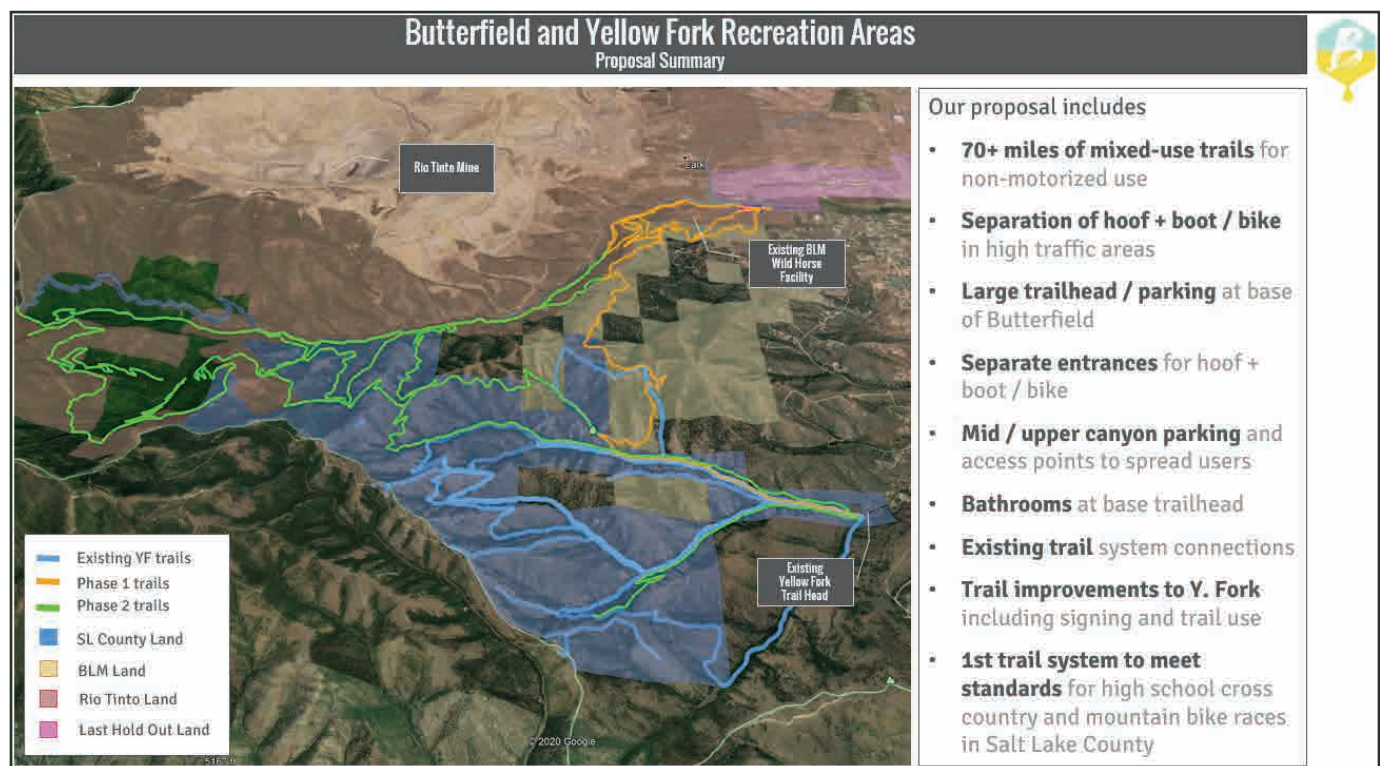 Butterfield and Yellow Fork Recreation Areas
Proposal Summary
B
Rio Tinto Mine
Lark
Existing BLM
Wild Horse
Facility
Existing
Yellow Fork
Trail Head
Existing YF trails
Phase 1 trails
Phase 2 trails
SL County Land
BLM Land
Rio Tinto Land
Last Hold Out Land
© 2020 Google
Our proposal includes
• 70+ miles of mixed-use trails for
non-motorized use
• Separation of hoof + boot / bike
in high traffic areas
• Large trailhead / parking at base
of Butterfield
• Separate entrances for hoof +
boot / bike
• Mid / upper canyon parking and
access points to spread users
• Bathrooms at base trailhead
• Existing trail system connections
• Trail improvements to Y. Fork
including signing and trail use
• 1st trail system to meet
standards for high school cross
country and mountain bike races
in Salt Lake County